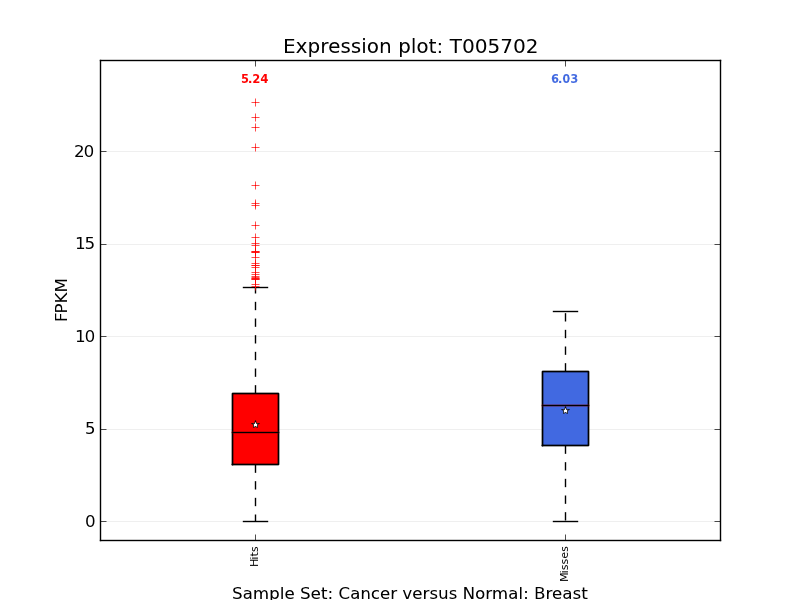 Expression plot: T005702
5.24
6.03
20
15
10
5
0
FPKM
Hits
Misses
Sample Set: Cancer versus Normal: Breast